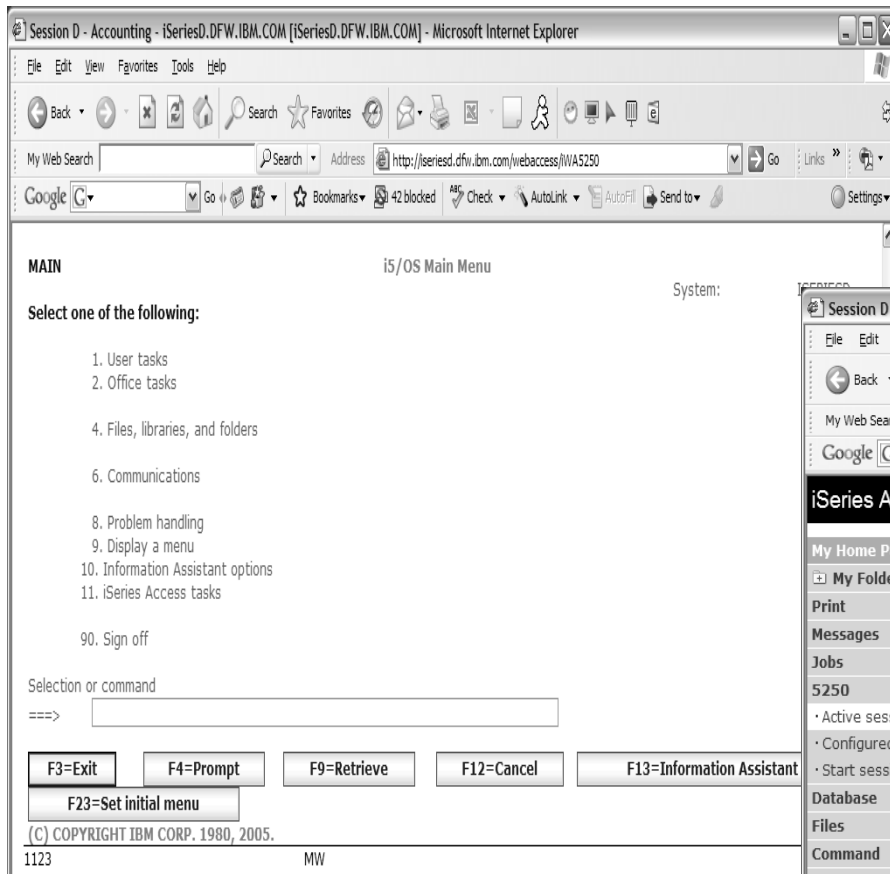 Session D - Accounting - iSeriesD.DFW.IBM.COM [iSeriesD.DFW.IBM.COM] - Microsoft Internet Explorer
File Edit View Favorites Tools Help
Back Search Favorites
My Web Search Search Address http://iseriesd.dfw.ibm.com/webaccess/iWA5250 Go Links »
Google G Go Bookmarks 42 blocked ABC Check AutoLink AutoFill Send to Settings
MAIN i5/OS Main Menu
System:
Select one of the following:
1. User tasks
2. Office tasks
4. Files, libraries, and folders
6. Communications
8. Problem handling
9. Display a menu
10. Information Assistant options
11. iSeries Access tasks
90. Sign off
Selection or command
===>
F3=Exit F4=Prompt F9=Retrieve F12=Cancel F13=Information Assistant
F23=Set initial menu
(C) COPYRIGHT IBM CORP. 1980, 2005.
1123 MW
Session D
File Edit
Back
My Web Sear
Google
iSeries A
My Home P
My Folde
Print
Messages
Jobs
5250
· Active ses
· Configured
· Start sess
Database
Files
Command